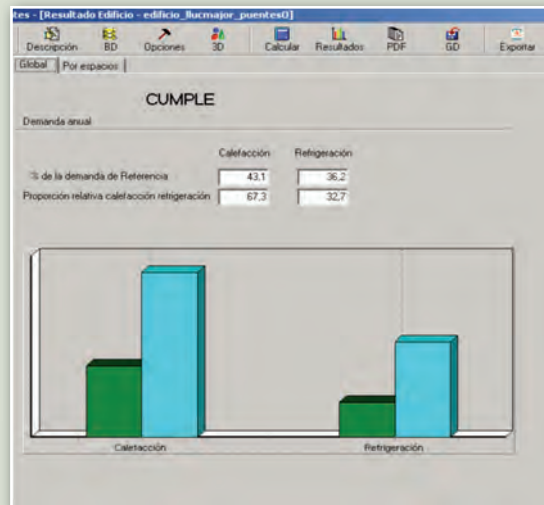 tes - [Resultado Edificio - edificio_llucmajor_puentes0]
Descripción BD Opciones 3D Calcular Resultados PDF GD Exportar
Global Por espacios
CUMPLE
Demanda anual
Calefacción Refrigeración
% de la demanda de Referencia 43,1 36,2
Proporción relativa calefacción refrigeración 67,3 32,7
Calefacción Refrigeración